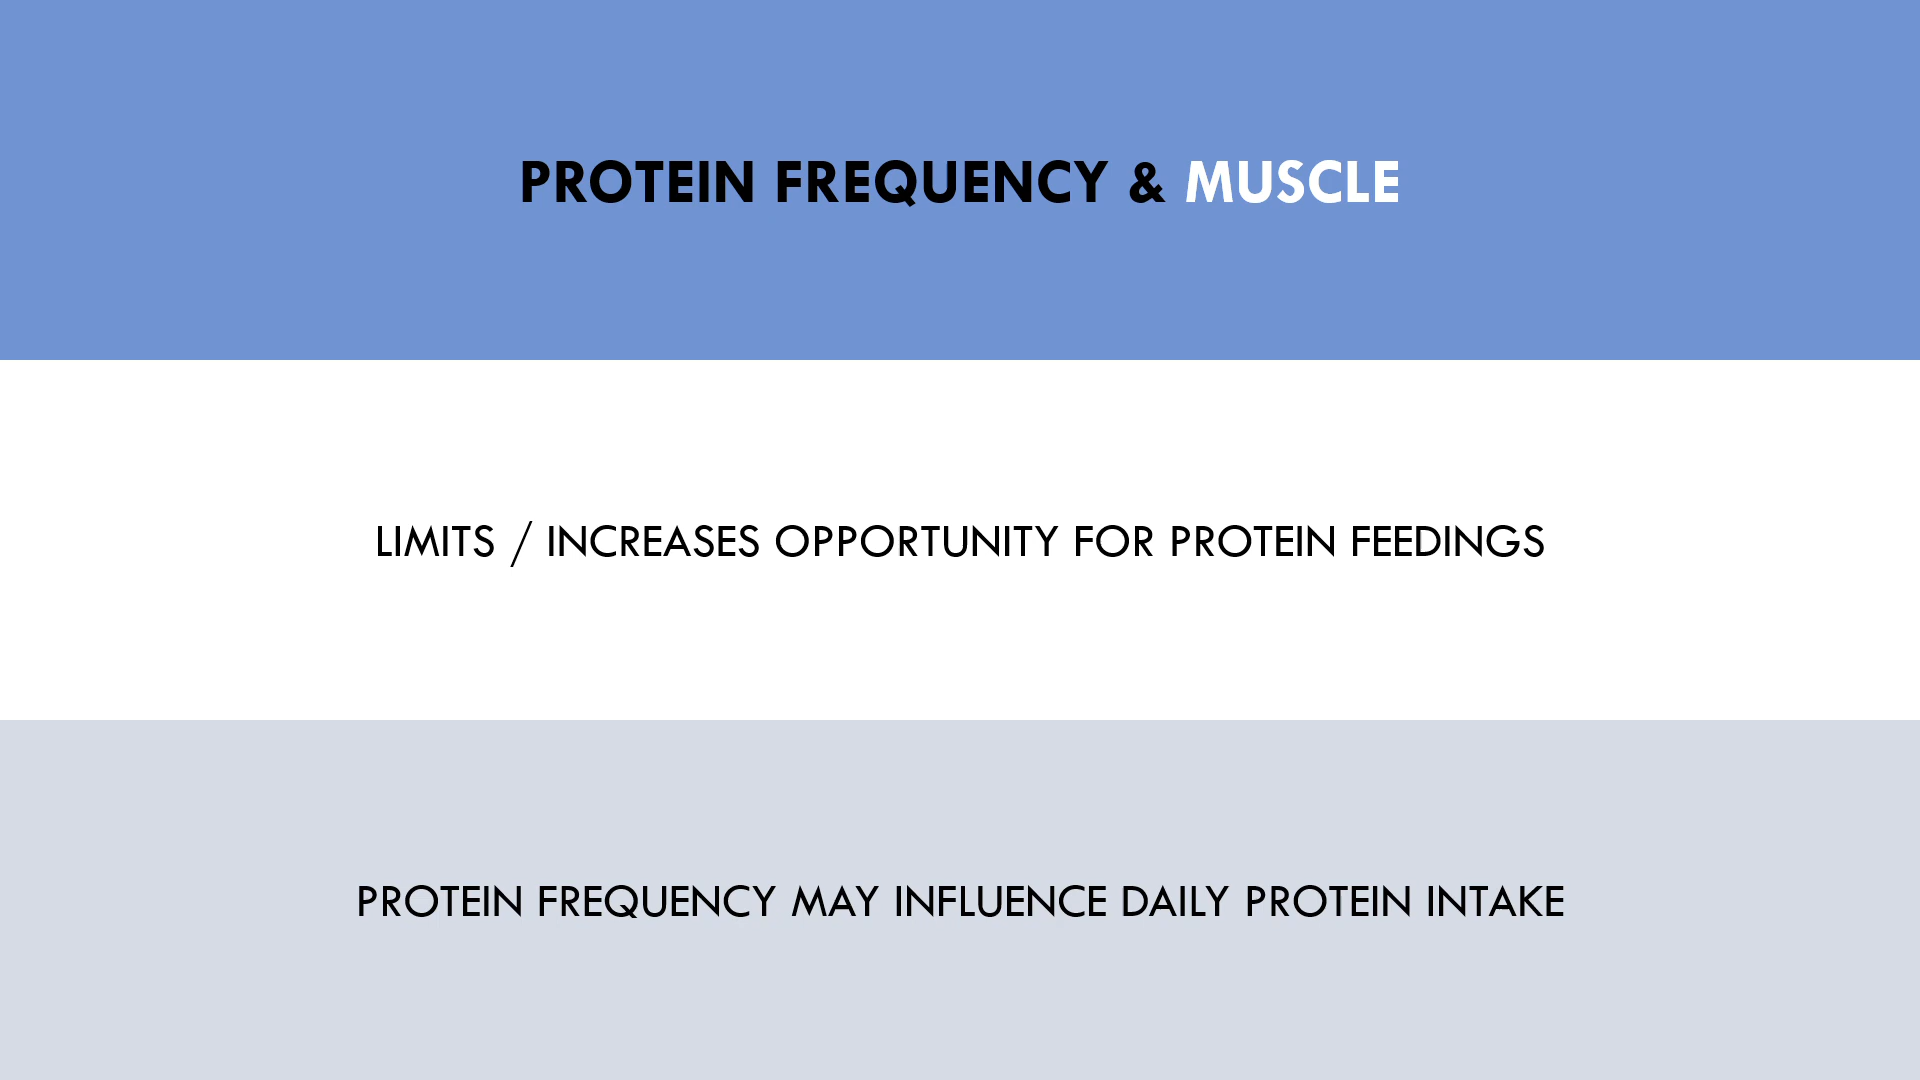 PROTEIN FREQUENCY & MUSCLE
LIMITS / INCREASES OPPORTUNITY FOR PROTEIN FEEDINGS
PROTEIN FREQUENCY MAY INFLUENCE DAILY PROTEIN INTAKE